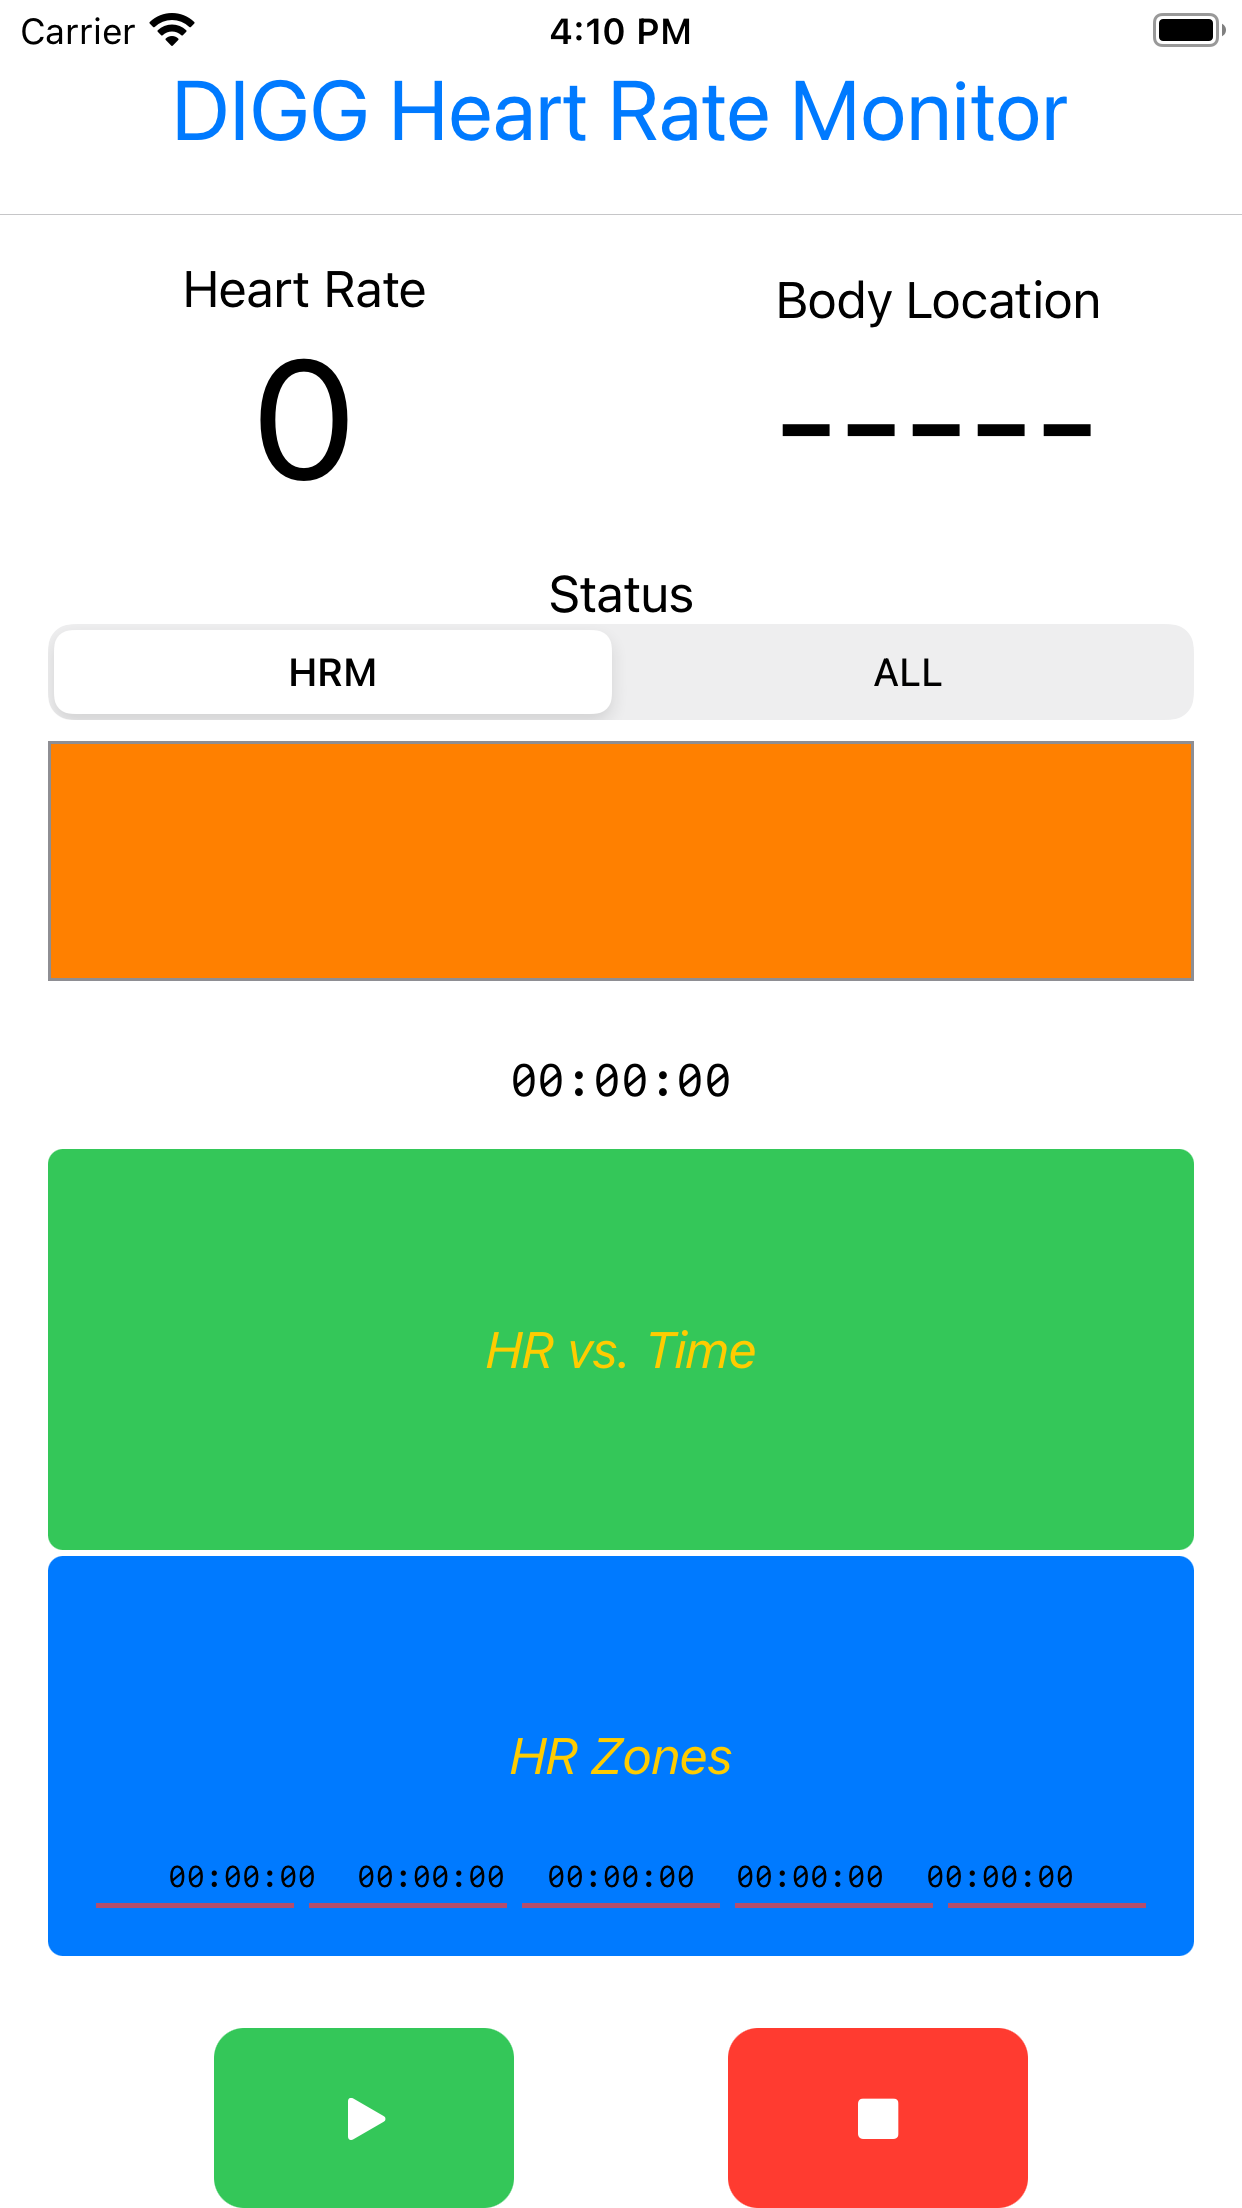 Carrier 4:10 PM
DIGG Heart Rate Monitor
Heart Rate
Body Location
0
-----
Status
HRM ALL
00:00:00
HR vs. Time
HR Zones
00:00:00 00:00:00 00:00:00 00:00:00 00:00:00